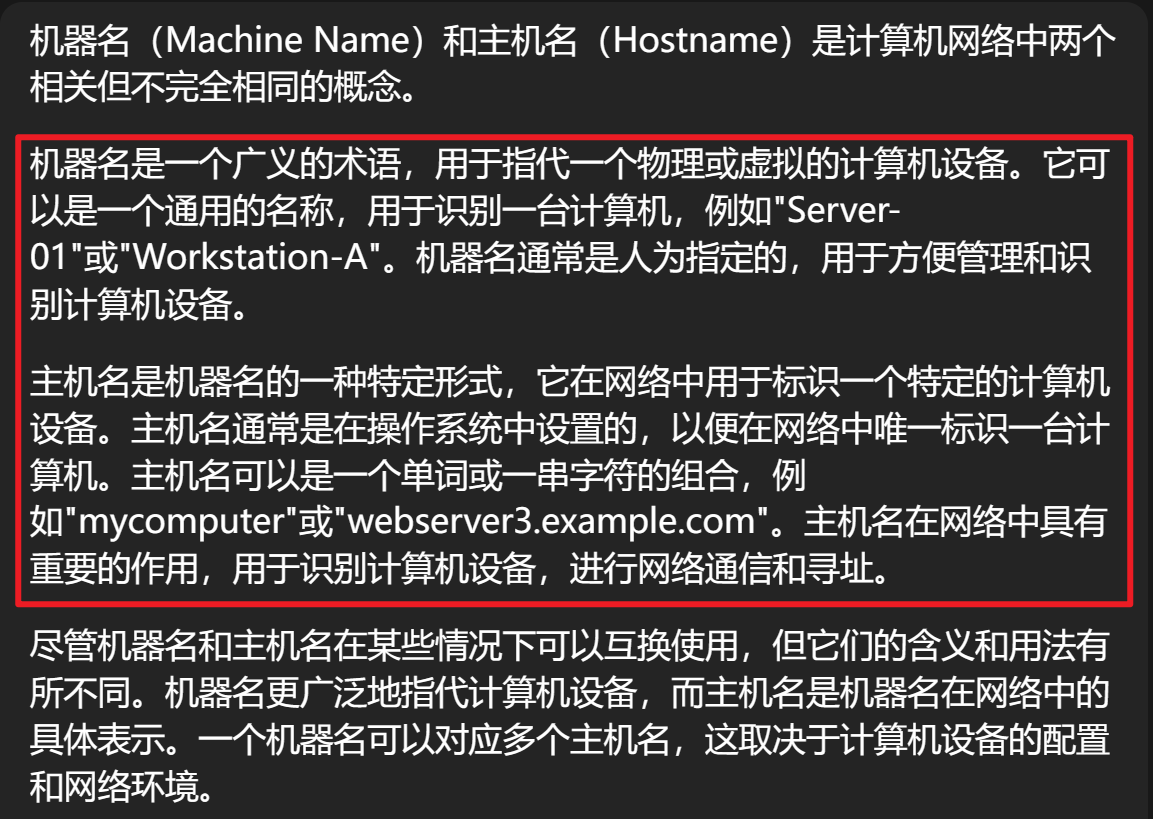 机器名（Machine Name）和主机名（Hostname）是计算机网络中两个
相关但不完全相同的概念。
机器名是一个广义的术语，用于指代一个物理或虚拟的计算机设备。它可
以是一个通用的名称，用于识别一台计算机，例如"Server-
01"或"Workstation-A"。机器名通常是人为指定的，用于方便管理和识
别计算机设备。
主机名是机器名的一种特定形式，它在网络中用于标识一个特定的计算机
设备。主机名通常是在操作系统中设置的，以便在网络中唯一标识一台计
算机。主机名可以是一个单词或一串字符的组合，例
如"mycomputer"或"webserver3.example.com"。主机名在网络中具有
重要的作用，用于识别计算机设备，进行网络通信和寻址。
尽管机器名和主机名在某些情况下可以互换使用，但它们的含义和用法有
所不同。机器名更广泛地指代计算机设备，而主机名是机器名在网络中的
具体表示。一个机器名可以对应多个主机名，这取决于计算机设备的配置
和网络环境。